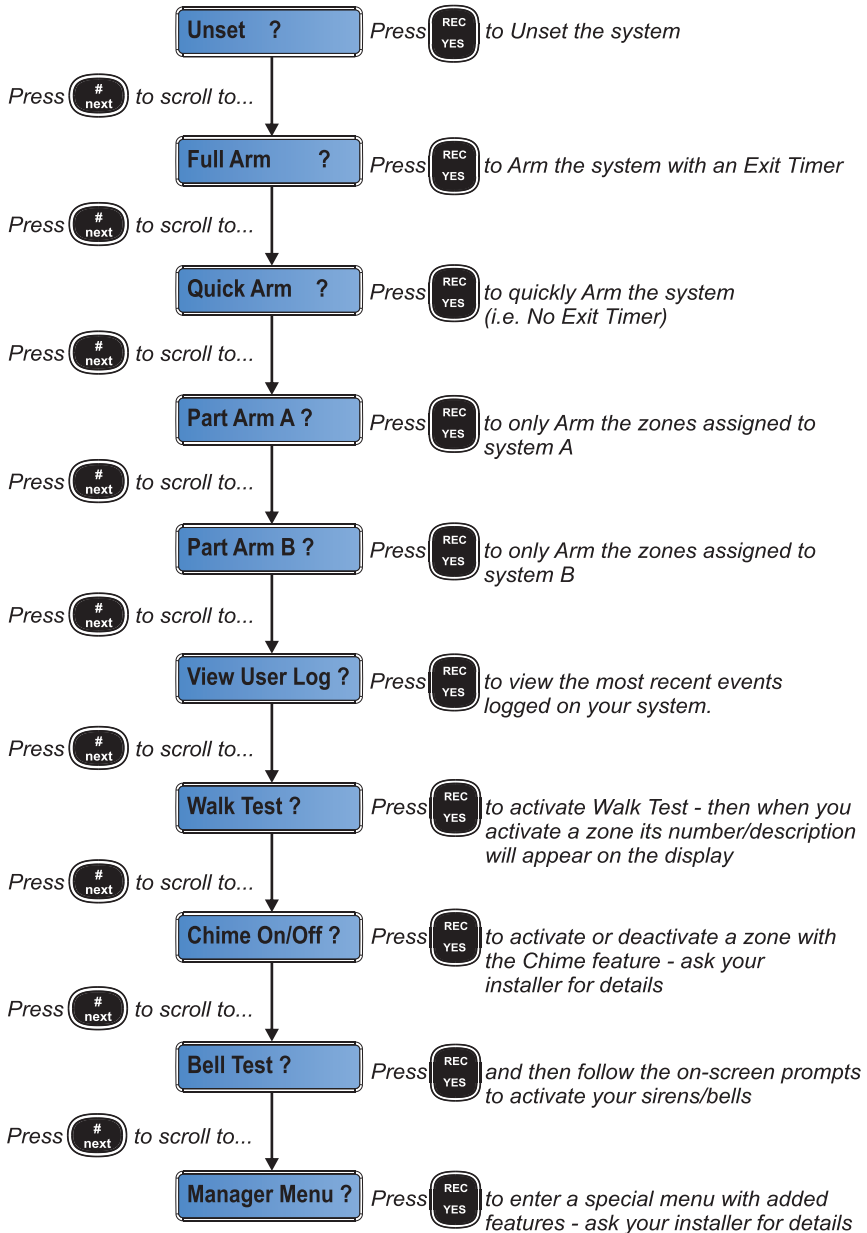 Unset ? Press REC YES to Unset the system
Press # next to scroll to...
Full Arm ? Press REC YES to Arm the system with an Exit Timer
Press # next to scroll to...
Quick Arm ? Press REC YES to quickly Arm the system
(i.e. No Exit Timer)
Press # next to scroll to...
Part Arm A ? Press REC YES to only Arm the zones assigned to
system A
Press # next to scroll to...
Part Arm B ? Press REC YES to only Arm the zones assigned to
system B
Press # next to scroll to...
View User Log ? Press REC YES to view the most recent events
logged on your system.
Press # next to scroll to...
Walk Test ? Press REC YES to activate Walk Test - then when you
activate a zone its number/description
will appear on the display
Press # next to scroll to...
Chime On/Off ? Press REC YES to activate or deactivate a zone with
the Chime feature - ask your
installer for details
Press # next to scroll to...
Bell Test ? Press REC YES and then follow the on-screen prompts
to activate your sirens/bells
Press # next to scroll to...
Manager Menu ? Press REC YES to enter a special menu with added
features - ask your installer for details